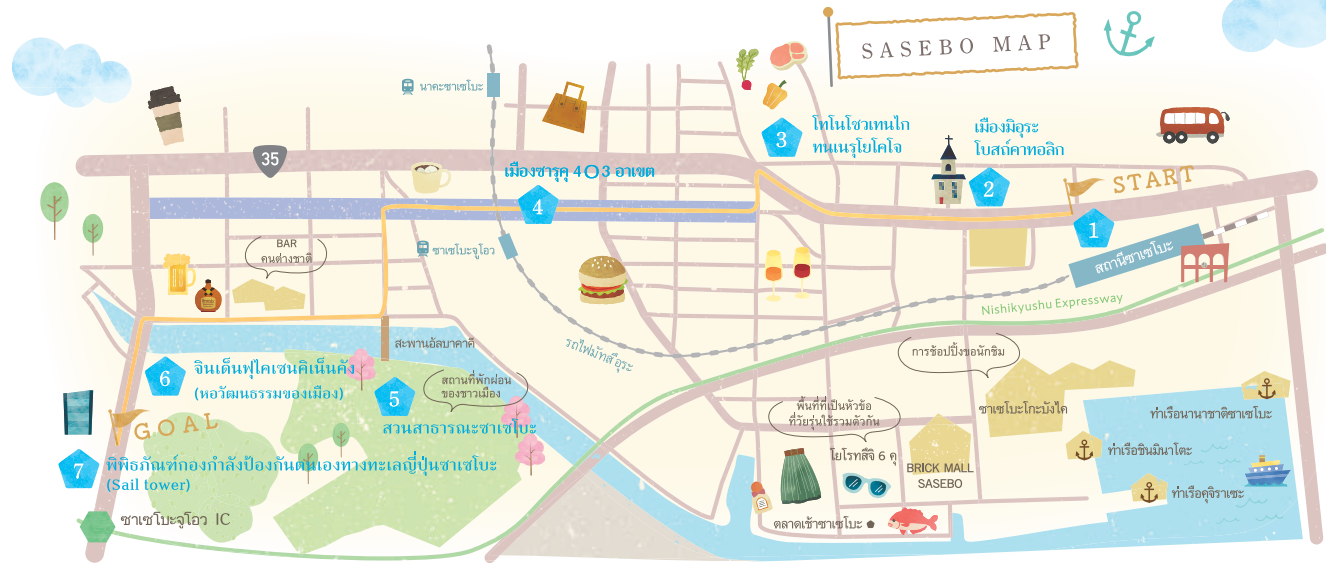 SASEBO MAP
นาคะซาเซโบะ
35
3
โทโนโชวเทนไก
ทนเนรุโยโคโจ
เมืองมิอุระ
โบสถ์คาทอลิก
2
START
เมืองซารุคุ 4〇3 อาเขต
4
1
สถานีซาเซโบะ
BAR
คนต่างชาติ
ซาเซโบะจูโอว
Nishikyushu Expressway
รถไฟมัทสึอุระ
สะพานอัลบาคาคี
การช้อปปิ้งขอนักชิม
6
จินเด็นฟุไคเซนคิเน็นคัง
(หอวัฒนธรรมของเมือง)
สถานที่พักผ่อน
ของชาวเมือง
5
สวนสาธารณะซาเซโบะ
พื้นที่ที่เป็นหัวข้อ
ที่วัยรุ่นใช้รวมตัวกัน
ซาเซโบะโกะบังไค
ท่าเรือนานาชาติซาเซโบะ
GOAL
ท่าเรือชินมินาโตะ
โยโรทสึจิ 6 คุ
BRICK MALL
SASEBO
7
พิพิธภัณฑ์กองกำลังป้องกันตนเองทางทะเลญี่ปุ่นซาเซโบะ
(Sail tower)
ท่าเรือคุจิราเซะ
ซาเซโบะจูโอว IC
ตลาดเช้าซาเซโบะ